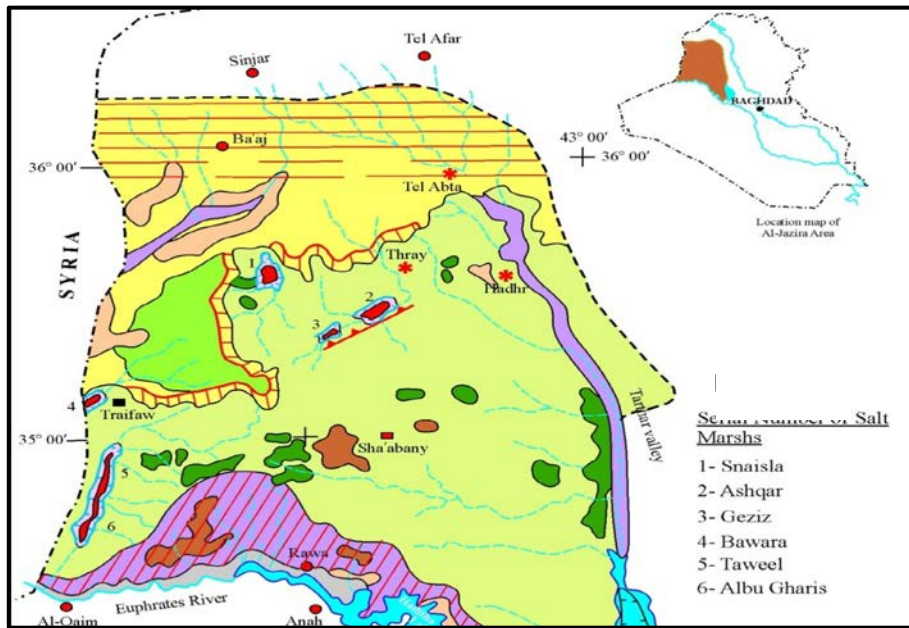 Tel Afar
Sinjar
Ba'aj
BAGHDAD
43° 00'
36° 00'
36° 00'
Tel Abta
Location map of
Al-Jazira Area
SYRIA
1
Thray
Hadhr
2
3
4
Traifaw
Tarthar valley
35° 00'
Sha'abany
Serial Number of Salt
Marshs
5
1- Snaisla
2- Ashqar
3- Geziz
6
4- Bawara
Rawa
5- Taweel
Euphrates River
6- Albu Gharis
Al-Qaim
Anah